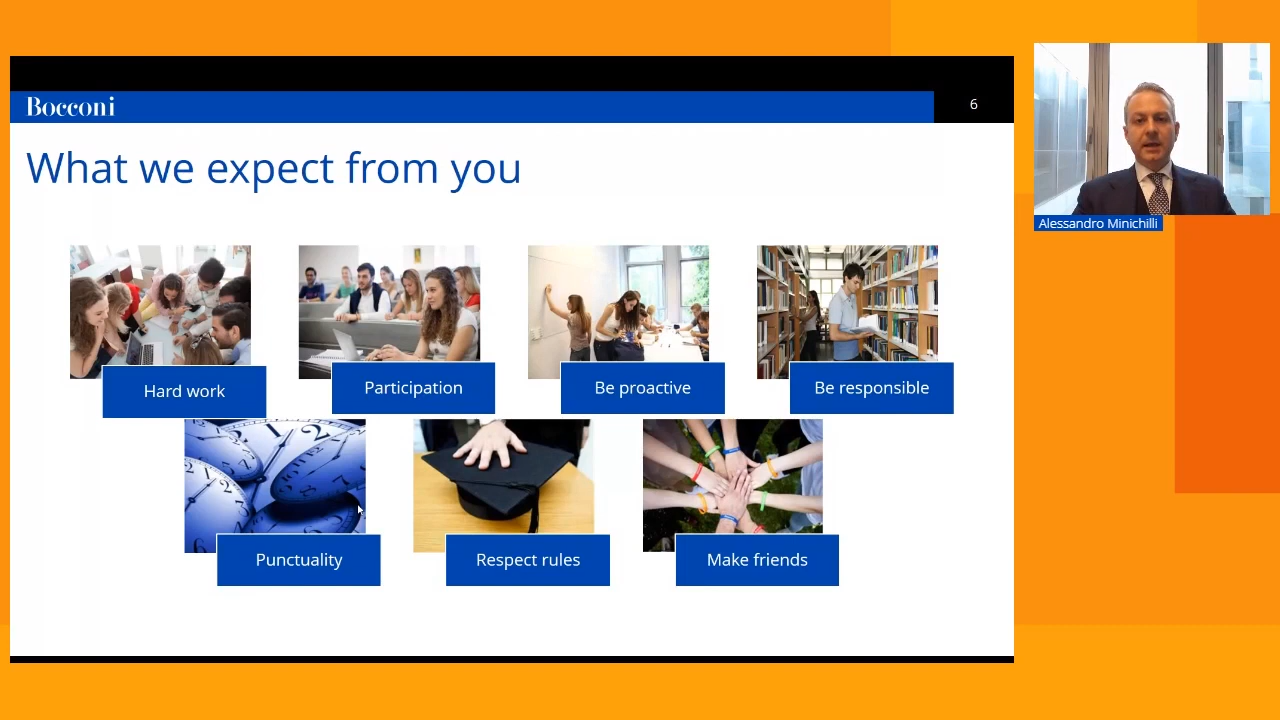 Bocconi
6
What we expect from you
Alessandro Minichilli
Hard work
Participation
Be proactive
Be responsible
Punctuality
Respect rules
Make friends